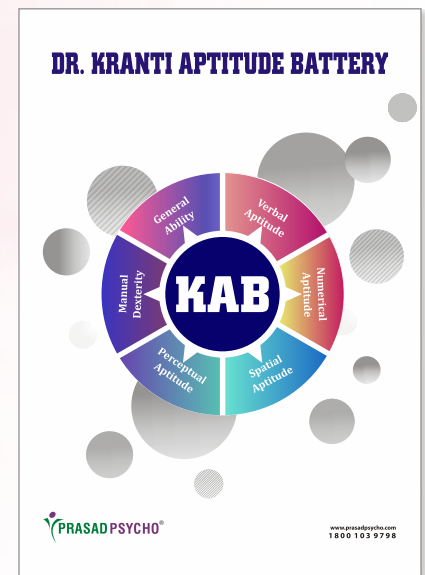 DR. KRANTI APTITUDE BATTERY
General
Ability
Verbal
Aptitude
Manual
Dexterity
KAB
Numerical
Aptitude
Perceptual
Aptitude
Spatial
Aptitude
PRASAD PSYCHO®
www.prasadpsycho.com
1800 103 9798